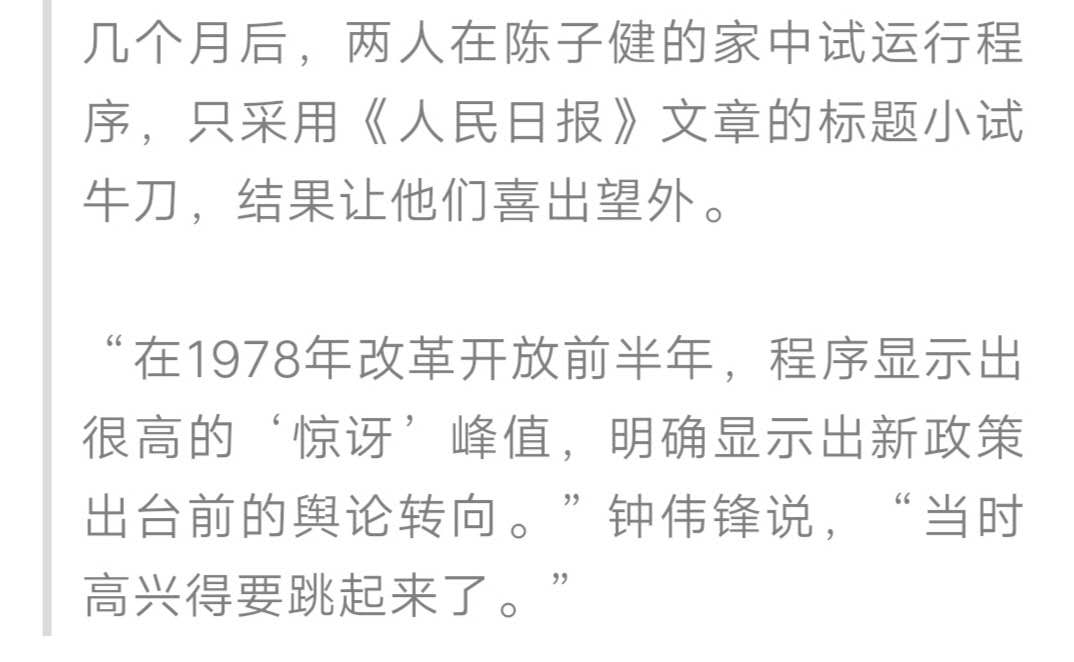 几个月后，两人在陈子健的家中试运行程
序，只采用《人民日报》文章的标题小试
牛刀，结果让他们喜出望外。
“在1978年改革开放前半年，程序显示出
很高的‘惊讶’峰值，明确显示出新政策
出台前的舆论转向。”钟伟锋说，“当时
高兴得要跳起来了。”